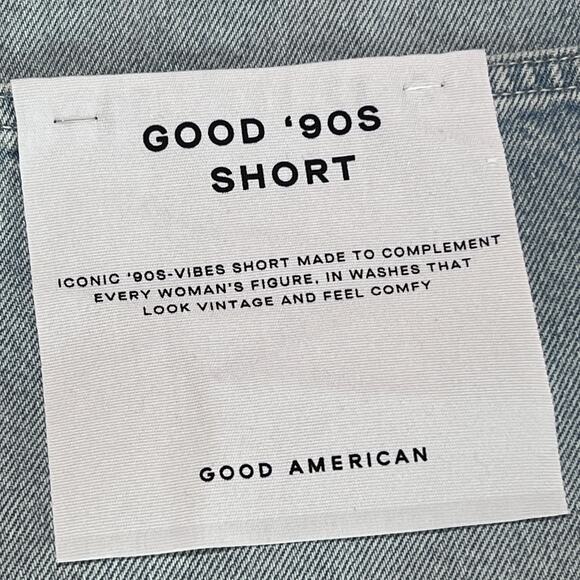 GOOD ‘90S
SHORT
ICONIC ‘90S-VIBES SHORT MADE TO COMPLEMENT
EVERY WOMAN'S FIGURE, IN WASHES THAT
LOOK VINTAGE AND FEEL COMFY
GOOD AMERICAN